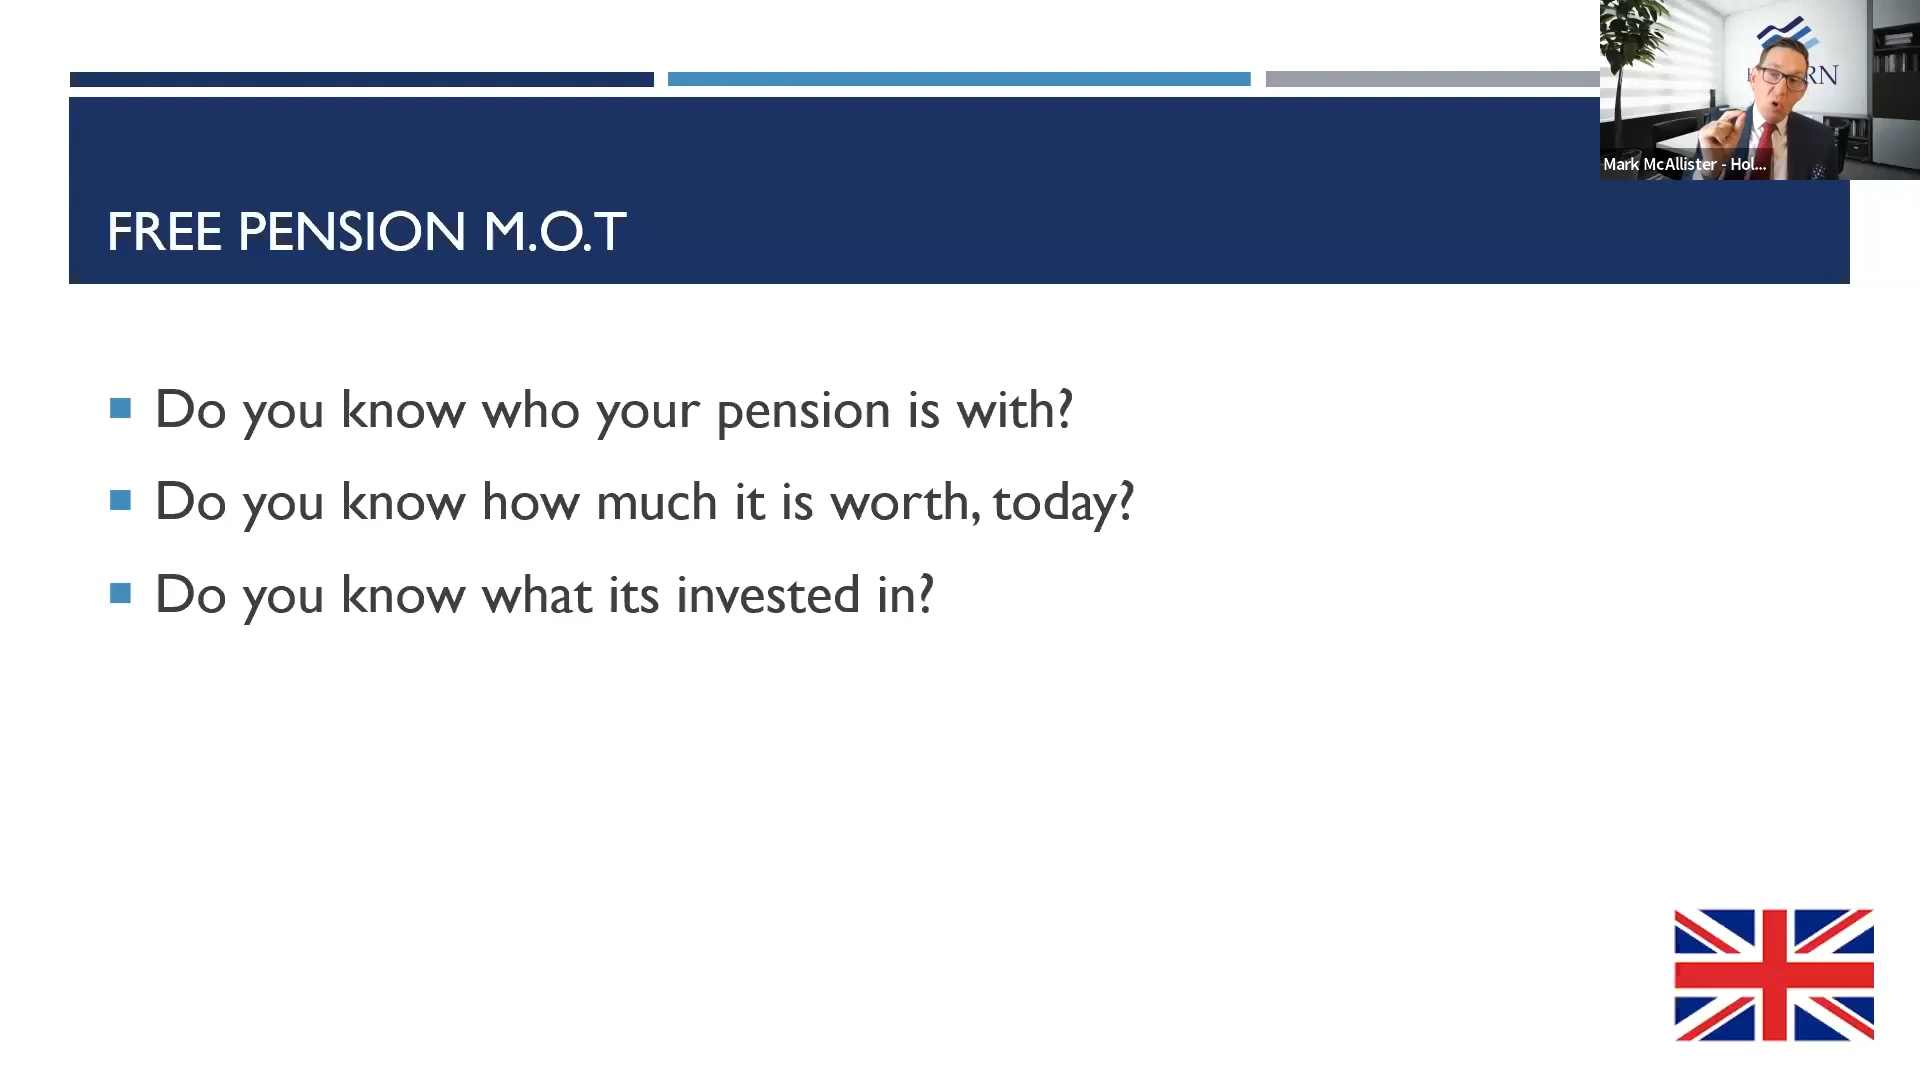 FREE PENSION M.O.T
Mark McAllister - Hol...
Do you know who your pension is with?
Do you know how much it is worth, today?
Do you know what its invested in?